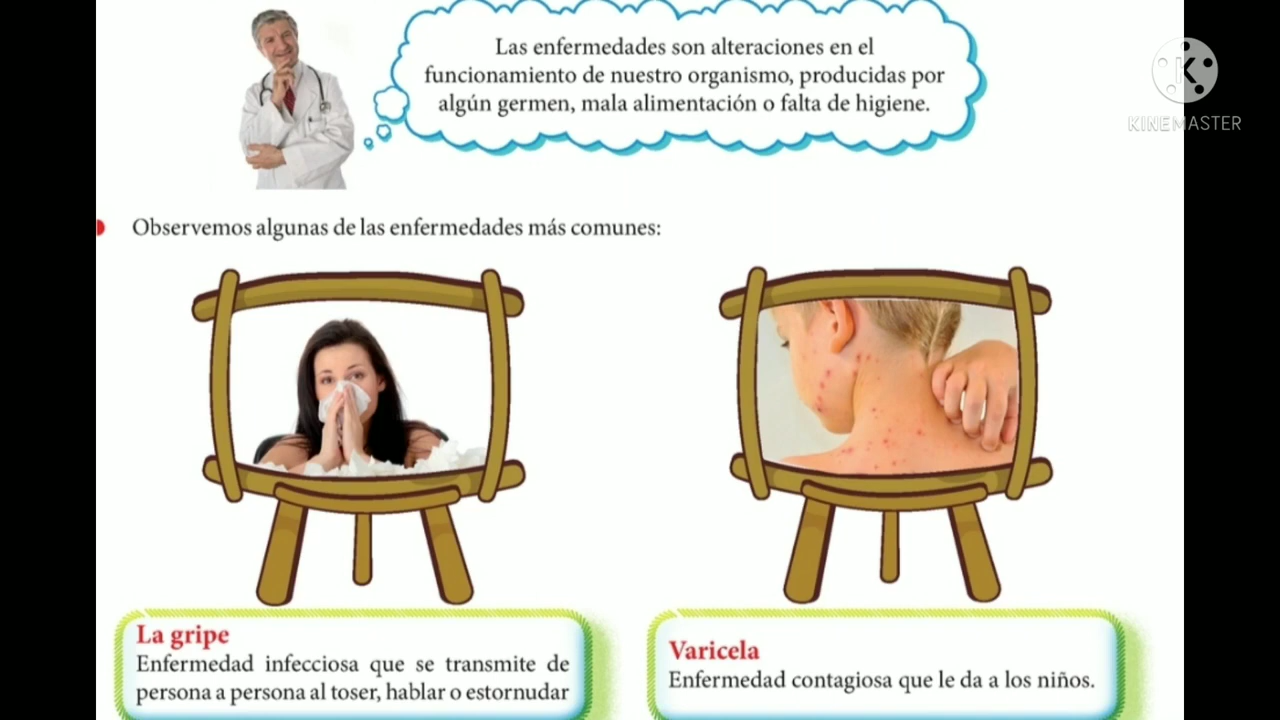 Las enfermedades son alteraciones en el
funcionamiento de nuestro organismo, producidas por
algún germen, mala alimentación o falta de higiene.
KINEMASTER
Observemos algunas de las enfermedades más comunes:
La gripe
Enfermedad infecciosa que se transmite de
persona a persona al toser, hablar o estornudar
Varicela
Enfermedad contagiosa que le da a los niños.